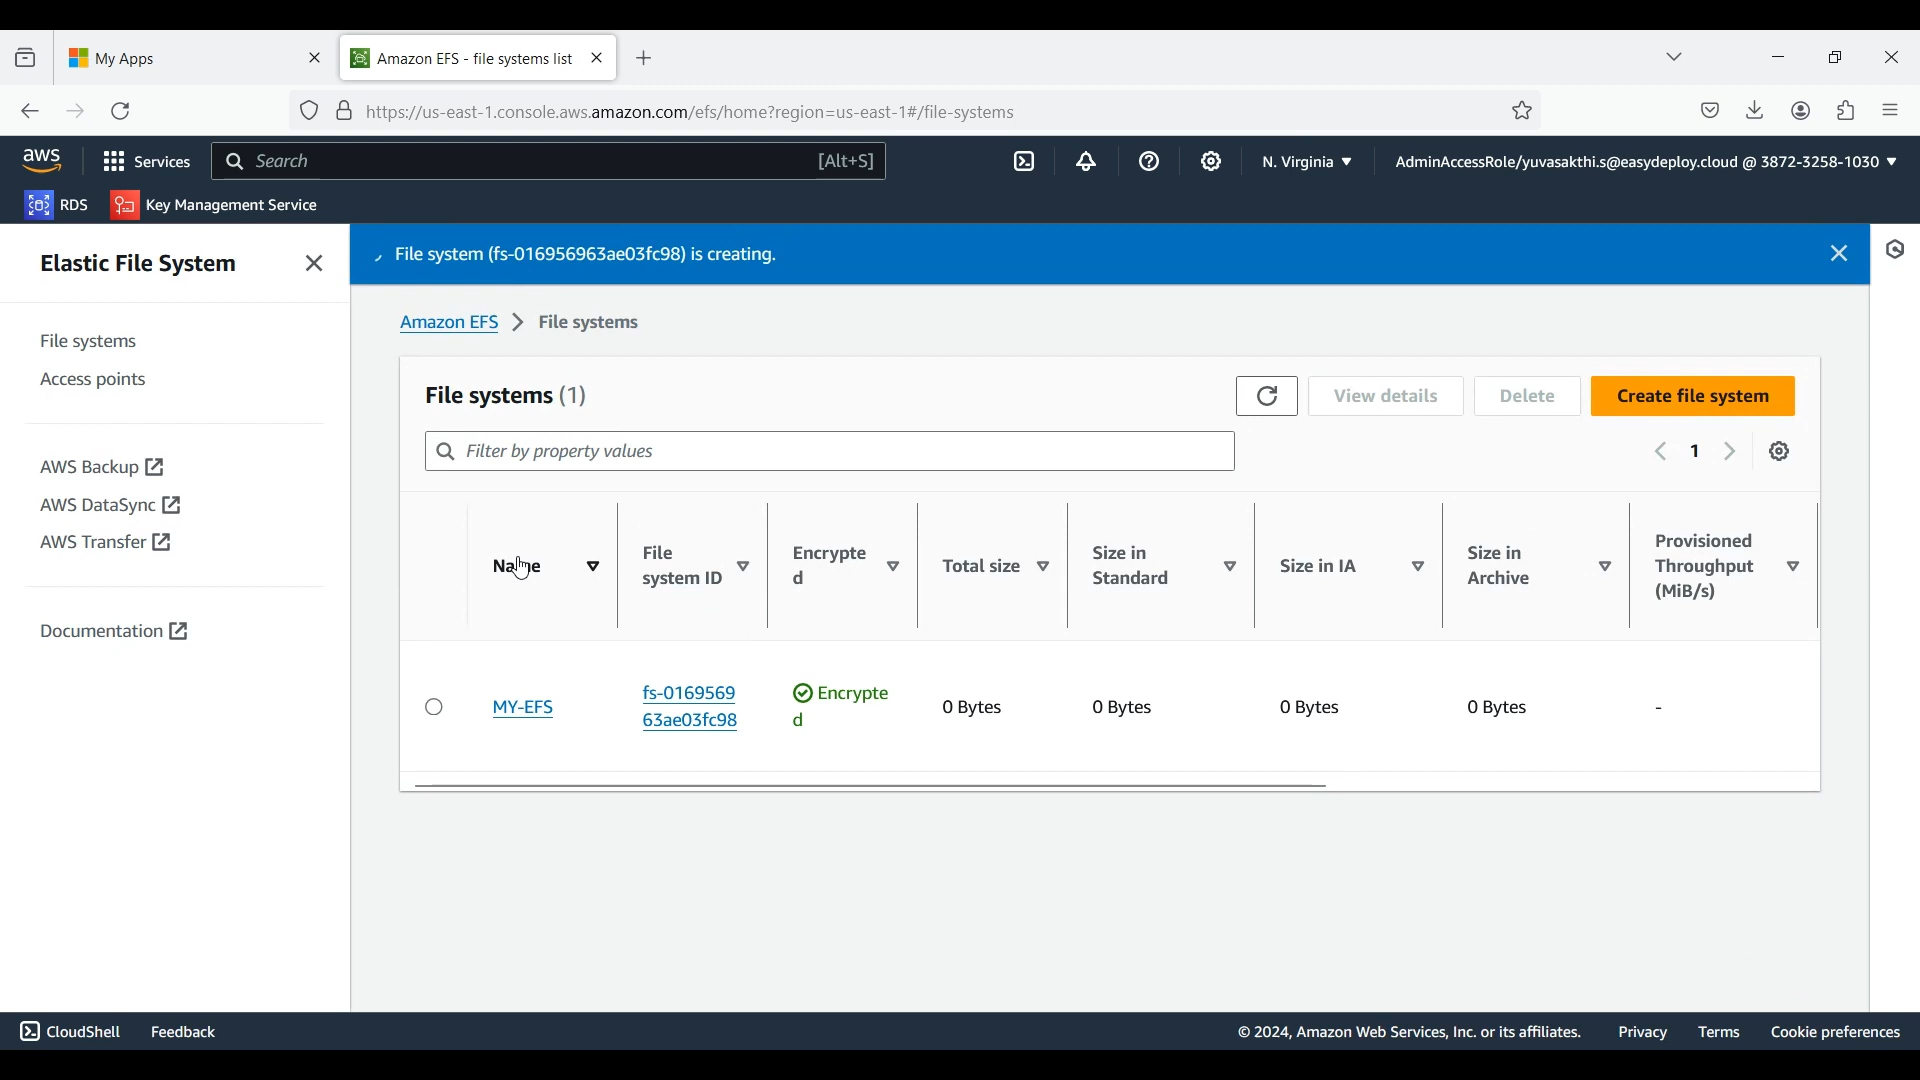 My Apps
Amazon EFS - file systems list
https://us-east-1.console.aws.amazon.com/efs/home?region=us-east-1#/file-systems
aws
Services
Search
[Alt+S]
N. Virginia
AdminAccessRole/yuvasakthi.s@easydeploy.cloud @ 3872-3258-1030
RDS
Key Management Service
Elastic File System
File system (fs-016956963ae03fc98) is creating.
File systems
Access points
AWS Backup
AWS DataSync
AWS Transfer
Documentation
Amazon EFS
File systems
File systems (1)
View details
Delete
Create file system
Filter by property values
1
Name
File
system ID
Encrypte
d
Total size
Size in
Standard
Size in IA
Size in
Archive
Provisioned
Throughput
(MiB/s)
MY-EFS
fs-0169569
63ae03fc98
Encrypte
d
0 Bytes
0 Bytes
0 Bytes
0 Bytes
-
CloudShell
Feedback
© 2024, Amazon Web Services, Inc. or its affiliates.
Privacy
Terms
Cookie preferences